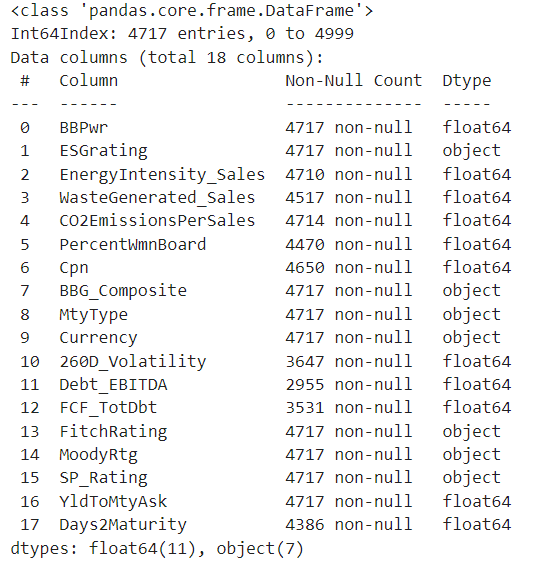 <class 'pandas.core.frame.DataFrame'>
Int64Index: 4717 entries, 0 to 4999
Data columns (total 18 columns):
 #   Column                Non-Null Count  Dtype
---  ------                --------------  -----
 0   BBPwr                 4717 non-null   float64
 1   ESGrating             4717 non-null   object
 2   EnergyIntensity_Sales  4710 non-null   float64
 3   WasteGenerated_Sales  4517 non-null   float64
 4   CO2EmissionsPerSales  4714 non-null   float64
 5   PercentWmnBoard       4470 non-null   float64
 6   Cpn                   4650 non-null   float64
 7   BBG_Composite         4717 non-null   object
 8   MtyType               4717 non-null   object
 9   Currency              4717 non-null   object
 10  260D_Volatility       3647 non-null   float64
 11  Debt_EBITDA           2955 non-null   float64
 12  FCF_TotDbt            3531 non-null   float64
 13  FitchRating           4717 non-null   object
 14  MoodyRtg              4717 non-null   object
 15  SP_Rating             4717 non-null   object
 16  YldToMtyAsk           4717 non-null   float64
 17  Days2Maturity         4386 non-null   float64
dtypes: float64(11), object(7)